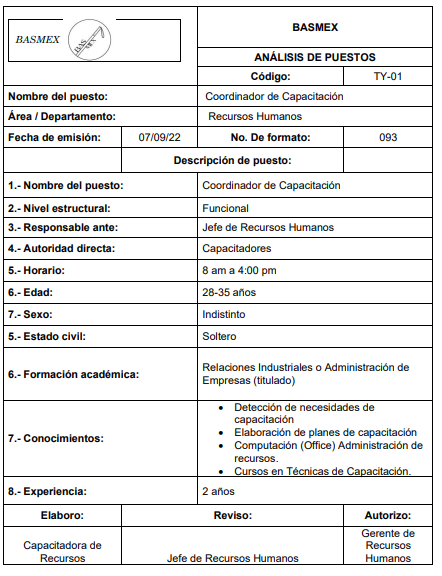 BASMEX
BAS
MEX
BASMEX
ANÁLISIS DE PUESTOS
Código: TY-01
Nombre del puesto: Coordinador de Capacitación
Área / Departamento: Recursos Humanos
Fecha de emisión: 07/09/22 No. De formato: 093
Descripción de puesto:
1.- Nombre del puesto: Coordinador de Capacitación
2.- Nivel estructural: Funcional
3.- Responsable ante: Jefe de Recursos Humanos
4.- Autoridad directa: Capacitadores
5.- Horario: 8 am a 4:00 pm
6.- Edad: 28-35 años
7.- Sexo: Indistinto
5.- Estado civil: Soltero
6.- Formación académica: Relaciones Industriales o Administración de
Empresas (titulado)
7.- Conocimientos:
• Detección de necesidades de
capacitación
• Elaboración de planes de capacitación
• Computación (Office) Administración de
recursos.
• Cursos en Técnicas de Capacitación.
8.- Experiencia: 2 años
Elaboro: Reviso: Autorizo:
Capacitadora de
Recursos
Jefe de Recursos Humanos
Gerente de
Recursos
Humanos